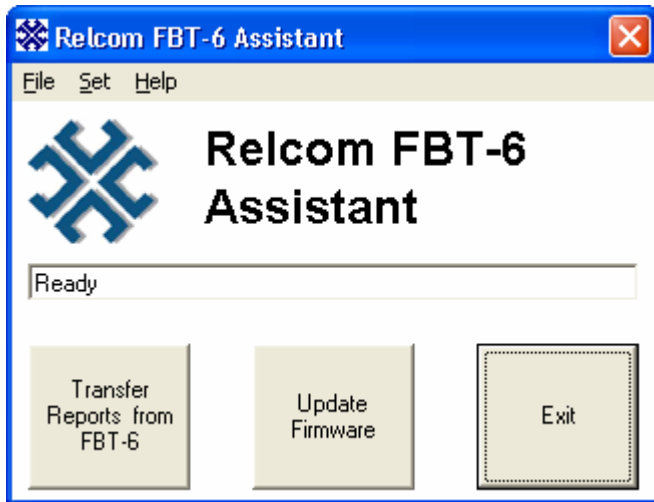 Relcom FBT-6 Assistant
File Set Help
Relcom FBT-6
Assistant
Ready
Transfer
Reports from
FBT-6
Update
Firmware
Exit